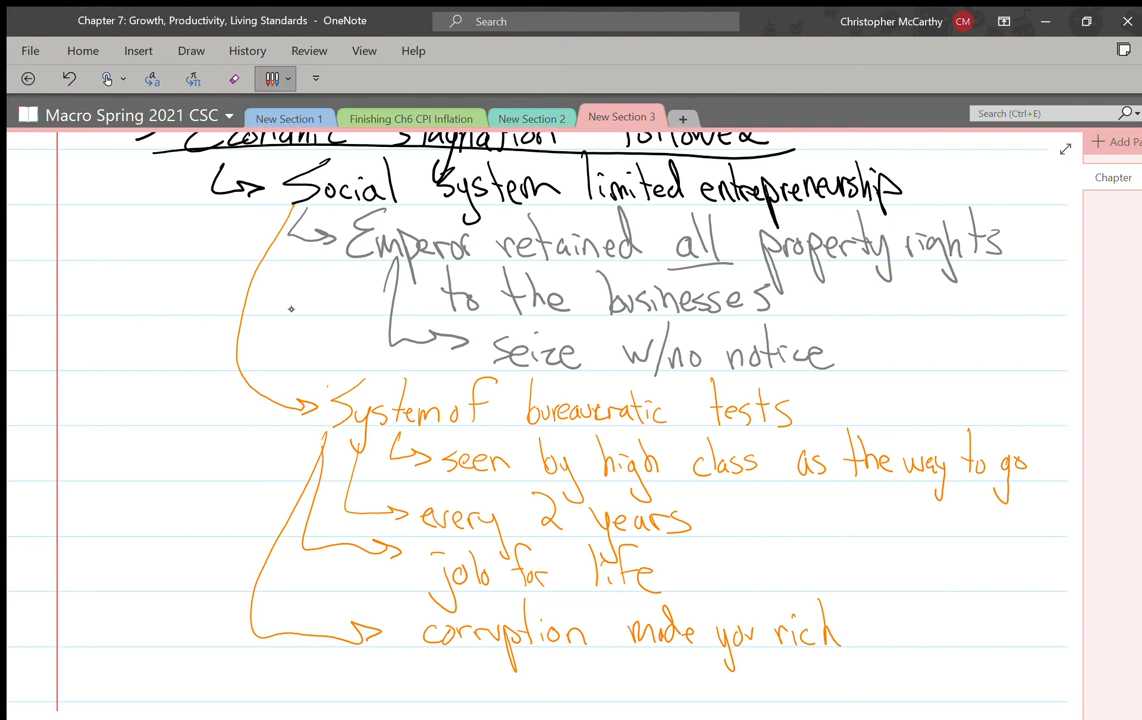 Chapter 7: Growth, Productivity, Living Standards - OneNote
Search
Christopher McCarthy
CM
File Home Insert Draw History Review View Help
Macro Spring 2021 CSC
New Section 1
Finishing Ch6 CPI Inflation
New Section 2
New Section 3
Search (Ctrl+E)
Add Pa
Chapter
Economic stagnation followed
Social System limited entrepreneurship
Emperor retained all property rights
to the businesses
seize w/no notice
System of bureaucratic tests
seen by high class as the way to go
every 2 years
job for life
corruption made you rich